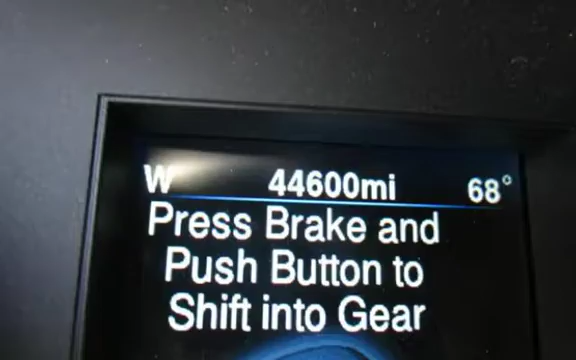 W 44600mi 68°
Press Brake and
Push Button to
Shift into Gear